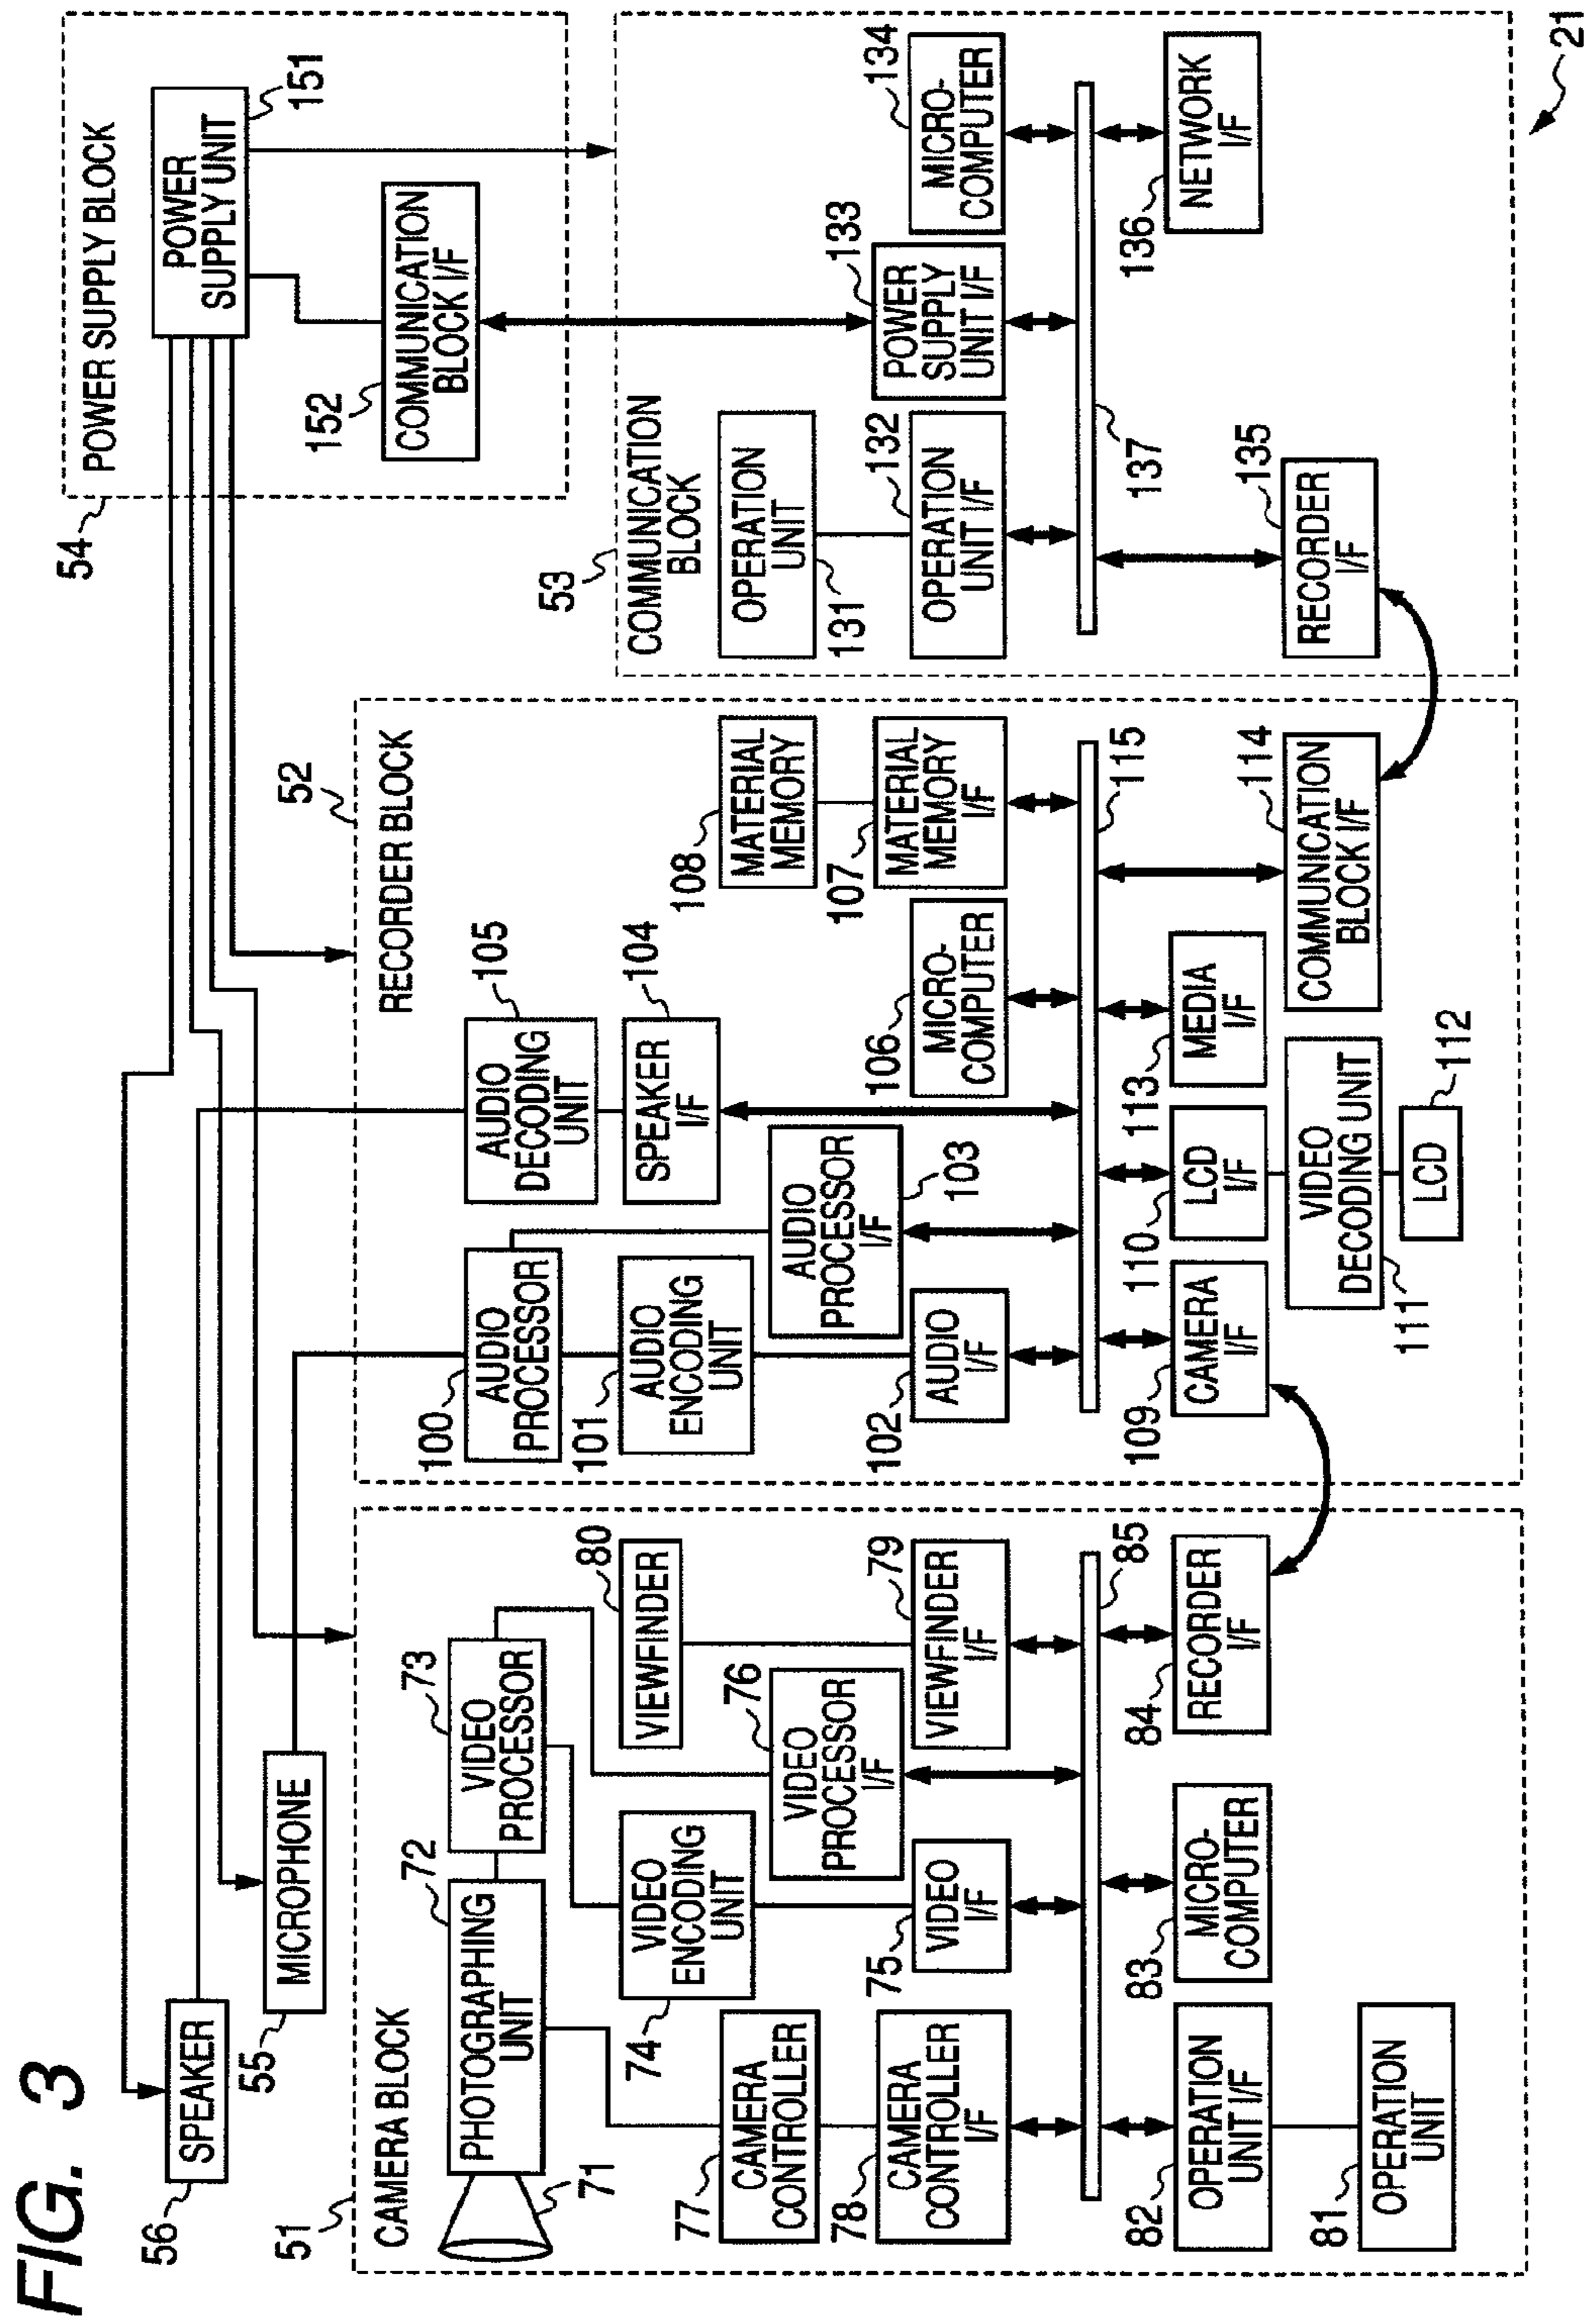 FIG. 3
56
SPEAKER
55
MICROPHONE
54
POWER SUPPLY BLOCK
POWER
SUPPLY UNIT
151
152
COMMUNICATION
BLOCK I/F
51
CAMERA BLOCK
71
PHOTOGRAPHING
UNIT
72
73
VIDEO
PROCESSOR
74
VIDEO
ENCODING
UNIT
80
VIEWFINDER
77
CAMERA
CONTROLLER
76
VIDEO
PROCESSOR
I/F
78
CAMERA
CONTROLLER
I/F
75
VIDEO
I/F
79
VIEWFINDER
I/F
85
82
OPERATION
UNIT I/F
83
MICRO-
COMPUTER
84
RECORDER
I/F
81
OPERATION
UNIT
52
RECORDER BLOCK
100
AUDIO
PROCESSOR
105
AUDIO
DECODING
UNIT
101
AUDIO
ENCODING
UNIT
104
SPEAKER
I/F
103
AUDIO
PROCESSOR
I/F
108
MATERIAL
MEMORY
102
AUDIO
I/F
106
MICRO-
COMPUTER
107
MATERIAL
MEMORY
I/F
115
109
CAMERA
I/F
110
LCD
I/F
113
MEDIA
I/F
114
COMMUNICATION
BLOCK I/F
111
VIDEO
DECODING UNIT
LCD
112
53
COMMUNICATION
BLOCK
131
OPERATION
UNIT
132
OPERATION
UNIT I/F
133
POWER
SUPPLY
UNIT I/F
134
MICRO-
COMPUTER
137
136
NETWORK
I/F
135
RECORDER
I/F
21